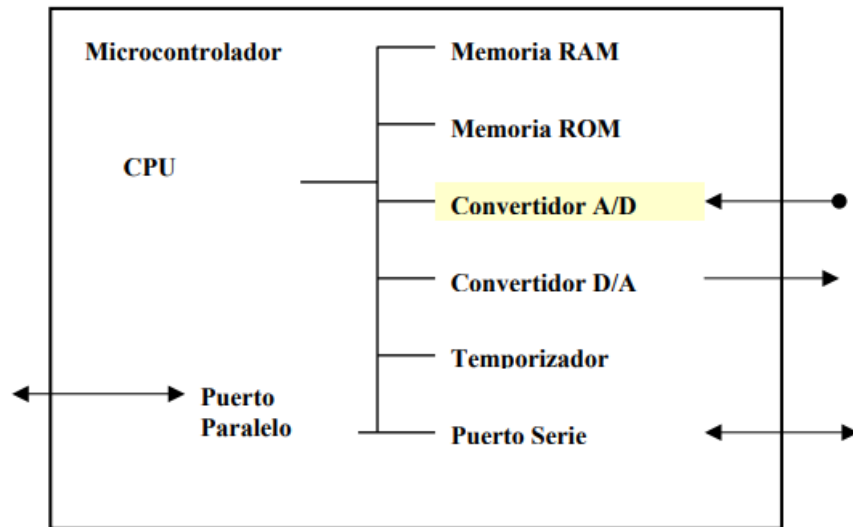 Microcontrolador
Memoria RAM
Memoria ROM
CPU
Convertidor A/D
Convertidor D/A
Temporizador
Puerto
Paralelo
Puerto Serie